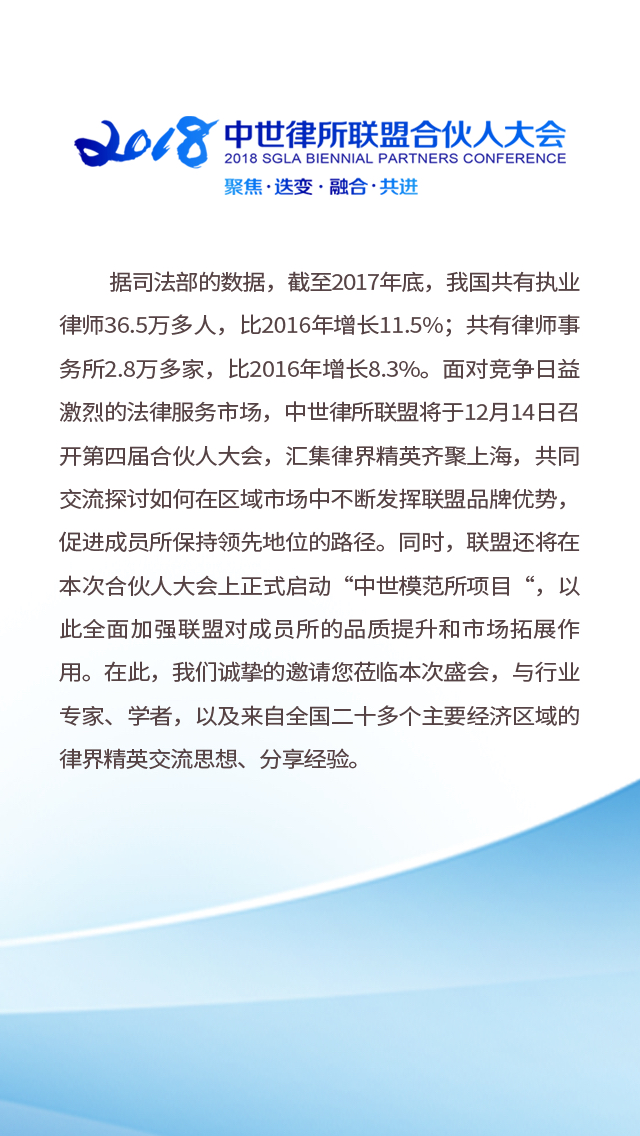 2018 中世律所联盟合伙人大会
2018 SGLA BIENNIAL PARTNERS CONFERENCE
聚焦·迭变·融合·共进
据司法部的数据，截至2017年底，我国共有执业
律师36.5万多人，比2016年增长11.5%；共有律师事
务所2.8万多家，比2016年增长8.3%。面对竞争日益
激烈的法律服务市场，中世律所联盟将于12月14日召
开第四届合伙人大会，汇集律界精英齐聚上海，共同
交流探讨如何在区域市场中不断发挥联盟品牌优势，
促进成员所保持领先地位的路径。同时，联盟还将在
本次合伙人大会上正式启动“中世模范所项目“，以
此全面加强联盟对成员所的品质提升和市场拓展作
用。在此，我们诚挚的邀请您莅临本次盛会，与行业
专家、学者，以及来自全国二十多个主要经济区域的
律界精英交流思想、分享经验。